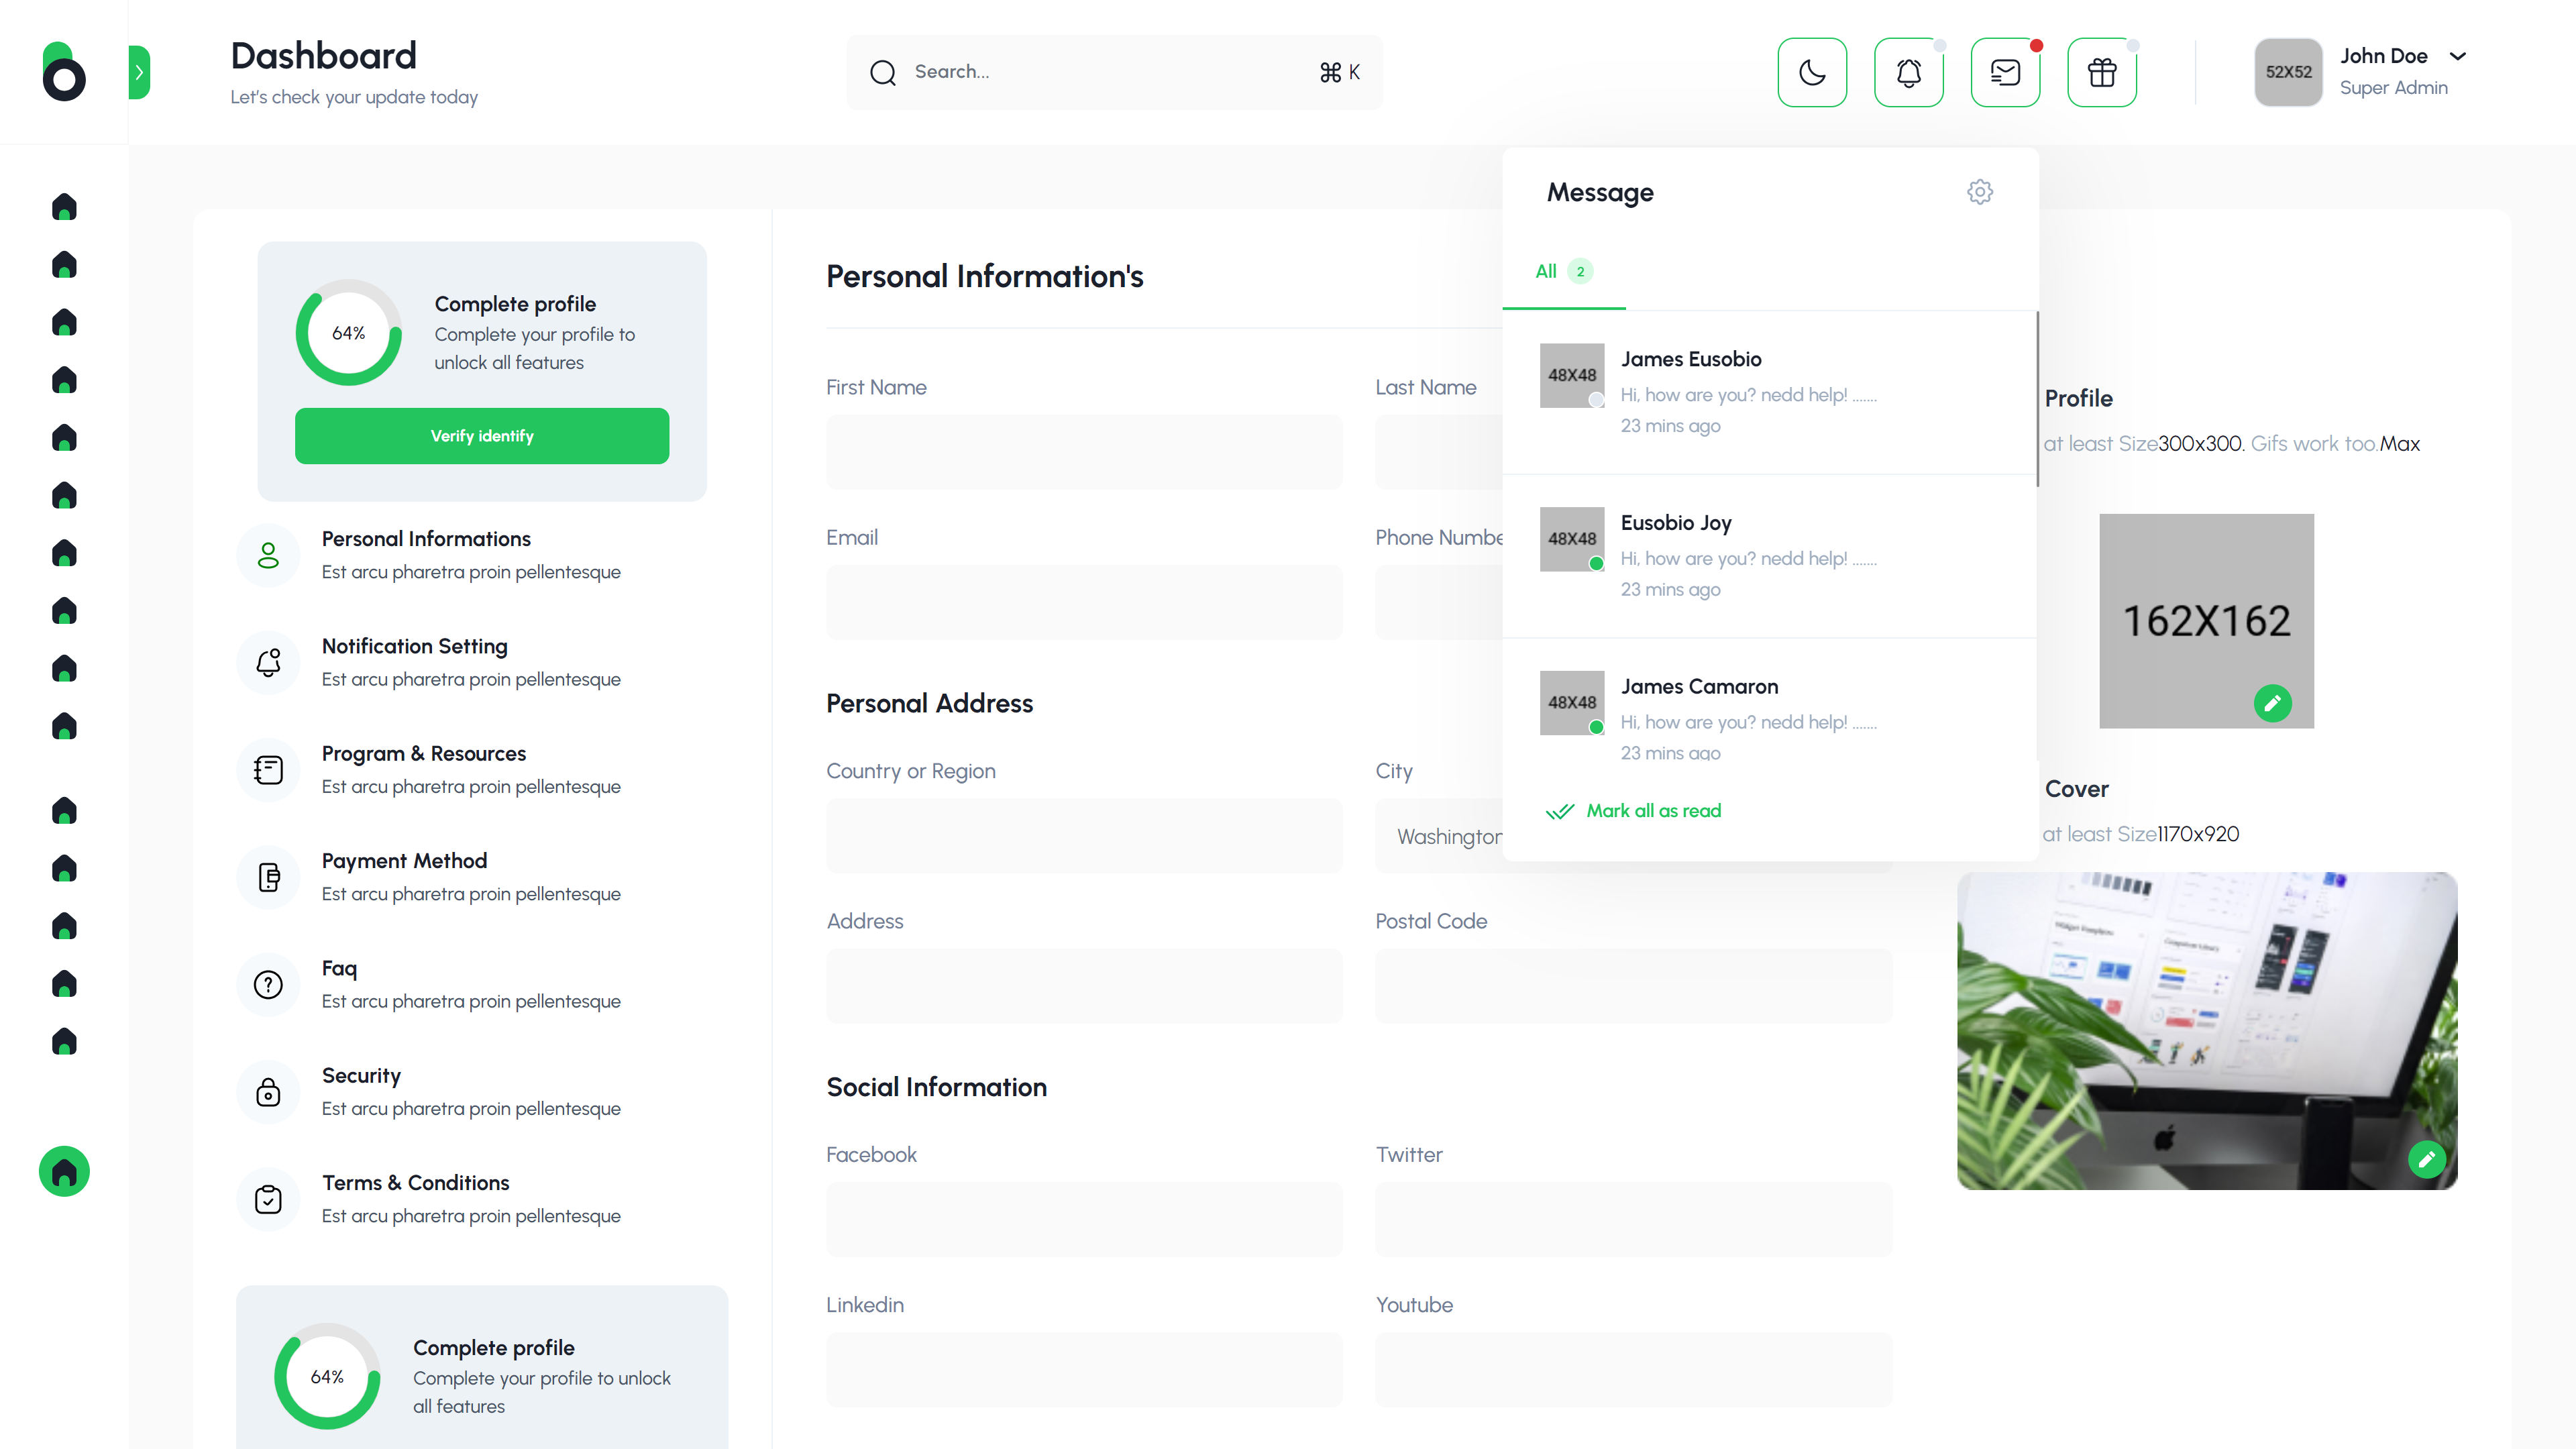 Dashboard
Let's check your update today
Search...
⌘ K
52X52
John Doe
Super Admin
64%
Complete profile
Complete your profile to
unlock all features
Verify identify
Personal Informations
Est arcu pharetra proin pellentesque
Notification Setting
Est arcu pharetra proin pellentesque
Program & Resources
Est arcu pharetra proin pellentesque
Payment Method
Est arcu pharetra proin pellentesque
Faq
Est arcu pharetra proin pellentesque
Security
Est arcu pharetra proin pellentesque
Terms & Conditions
Est arcu pharetra proin pellentesque
64%
Complete profile
Complete your profile to unlock
all features
Personal Information's
First Name
Last Name
Email
Phone Numbe
Personal Address
Country or Region
City
Washington
Address
Postal Code
Social Information
Facebook
Twitter
Linkedin
Youtube
Message
All 2
48X48
James Eusobio
Hi, how are you? nedd help! .......
23 mins ago
48X48
Eusobio Joy
Hi, how are you? nedd help! .......
23 mins ago
48X48
James Camaron
Hi, how are you? nedd help! .......
23 mins ago
Mark all as read
Profile
at least Size300x300. Gifs work too.Max
162X162
Cover
at least Size1170x920